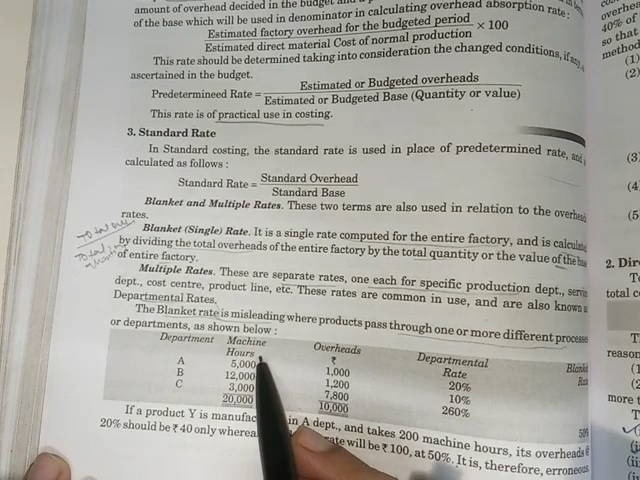 amount of overhead decided in the budget and
of the base which will be used in denominator in calculating overhead absorption rate:
Estimated factory overhead for the budgeted period
Estimated direct material Cost of normal production
× 100
This rate should be determined taking into consideration the changed conditions, if any,
ascertained in the budget.
Predetermineed Rate = Estimated or Budgeted overheads
Estimated or Budgeted Base (Quantity or value)
This rate is of practical use in costing.
3. Standard Rate
In Standard costing, the standard rate is used in place of predetermined rate, and
calculated as follows :
Standard Rate = Standard Overhead
Standard Base
Blanket and Multiple Rates. These two terms are also used in relation to the overhead
rates.
Blanket (Single) Rate. It is a single rate computed for the entire factory, and is calculated
by dividing the total overheads of the entire factory by the total quantity or the value of the base
of entire factory.
Multiple Rates. These are separate rates, one each for specific production dept., service
dept., cost centre, product line, etc. These rates are common in use, and are also known as
Departmental Rates.
The Blanket rate is misleading where products pass through one or more different processes
or departments, as shown below :
Department Machine Hours Overheads ₹ Departmental Rate Blanket Rate
A 5,000 1,000 20%
B 12,000 1,200 10%
C 3,000 7,800 260%
20,000 10,000 50%
If a product Y is manufac in A dept., and takes 200 machine hours, its overheads @
20% should be ₹ 40 only wherea rate will be ₹ 100, at 50%. It is, therefore, erroneous.
overhea
40% of
so that
method
(1)
(2)
(3)
(4)
(5)
2. Dire
To
total c
T
reason
(1
(2
more t
T
(i
(ii